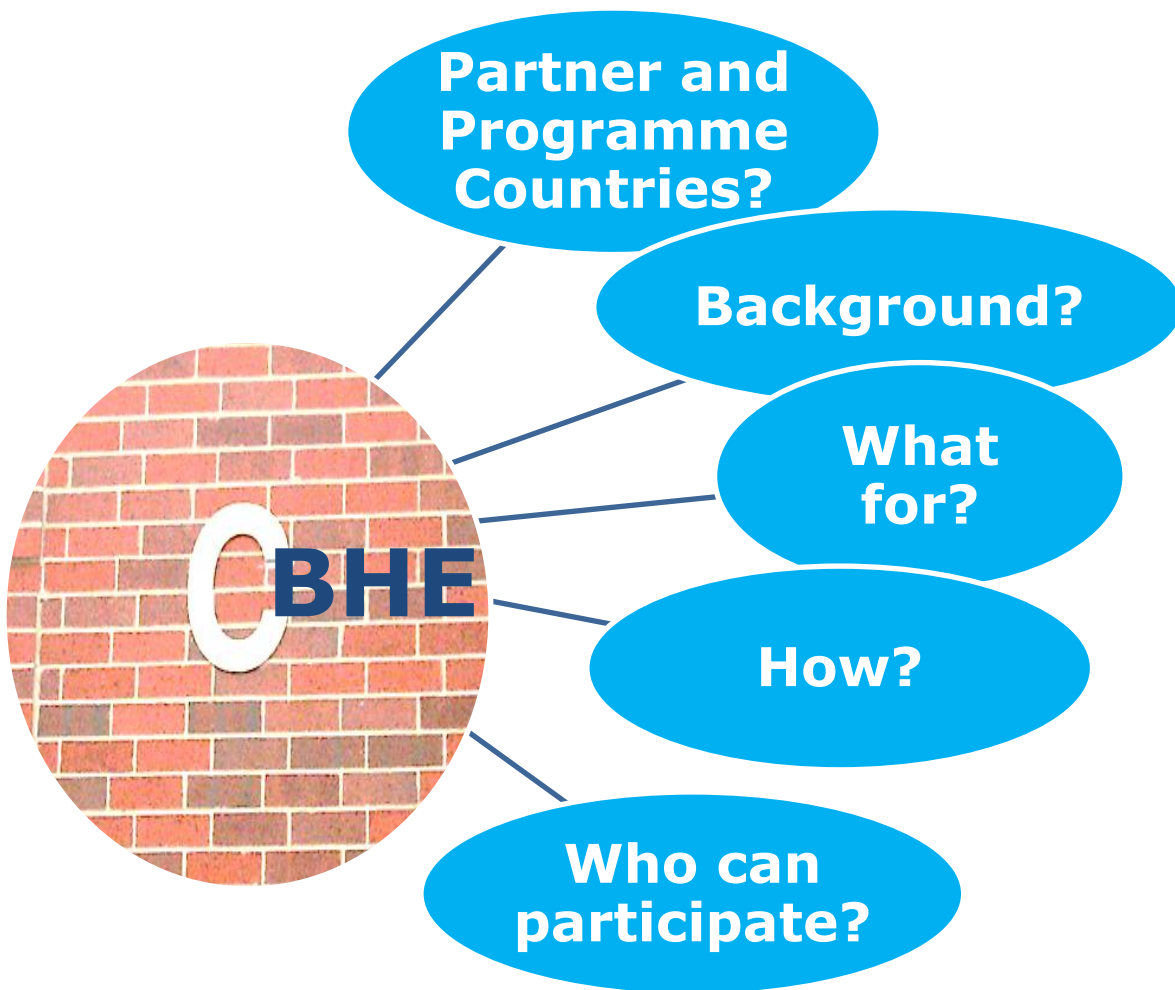 Partner and
Programme
Countries?
Background?
What
for?
CBHE
How?
Who can
participate?